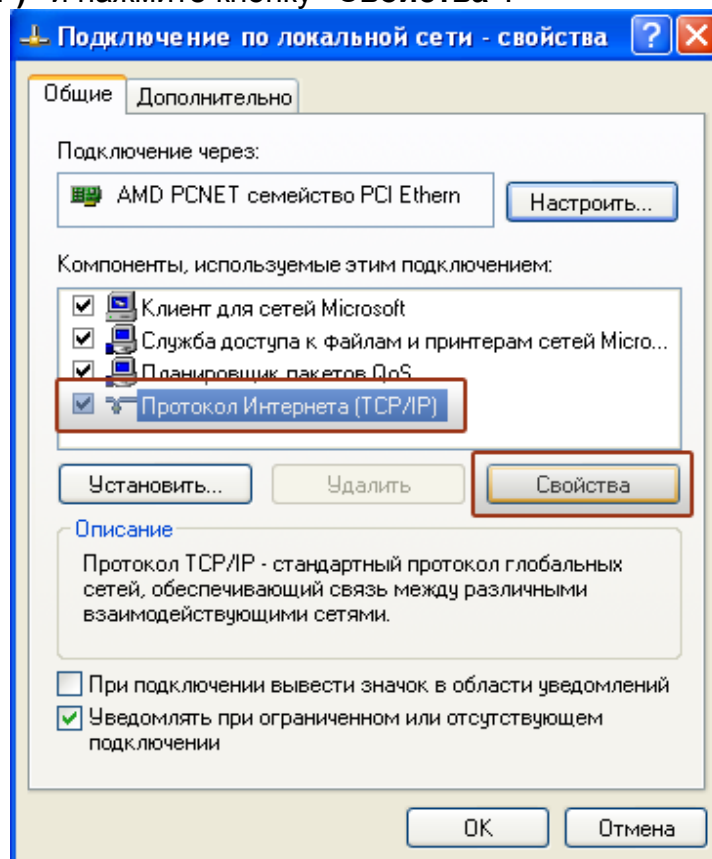 и нажмите кнопку "Свойства".
Подключение по локальной сети - свойства
Общие
Дополнительно
Подключение через:
AMD PCNET семейство PCI Ethern
Настроить...
Компоненты, используемые этим подключением:
Клиент для сетей Microsoft
Служба доступа к файлам и принтерам сетей Micro...
Планировщик пакетов QoS
Протокол Интернета (TCP/IP)
Установить...
Удалить
Свойства
Описание
Протокол TCP/IP - стандартный протокол глобальных
сетей, обеспечивающий связь между различными
взаимодействующими сетями.
При подключении вывести значок в области уведомлений
Уведомлять при ограниченном или отсутствующем
подключении
OK
Отмена